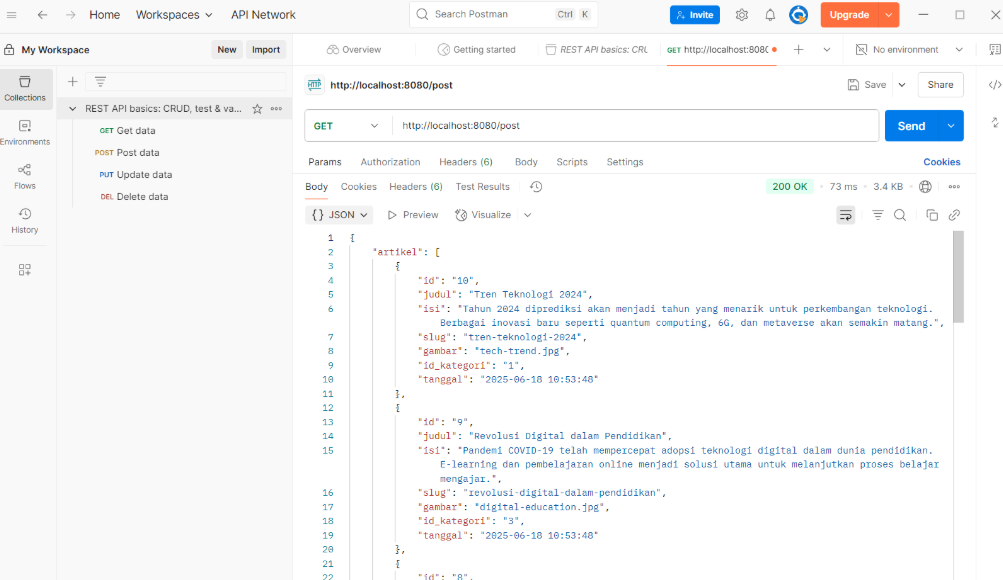 Home
Workspaces
API Network
Search Postman
Ctrl K
Invite
Upgrade
My Workspace
New
Import
Overview
Getting started
REST API basics: CRU
GET http://localhost:8080/
No environment
Collections
Environments
Flows
History
REST API basics: CRUD, test & va...
GET Get data
POST Post data
PUT Update data
DEL Delete data
HTTP
http://localhost:8080/post
Save
Share
GET
http://localhost:8080/post
Send
Params
Authorization
Headers (6)
Body
Scripts
Settings
Cookies
Body
Cookies
Headers (6)
Test Results
200 OK
73 ms
3.4 KB
{} JSON
Preview
Visualize
1 {
2 "artikel": [
3 {
4 "id": "10",
5 "judul": "Tren Teknologi 2024",
6 "isi": "Tahun 2024 diprediksi akan menjadi tahun yang menarik untuk perkembangan teknologi.
Berbagai inovasi baru seperti quantum computing, 6G, dan metaverse akan semakin matang.",
7 "slug": "tren-teknologi-2024",
8 "gambar": "tech-trend.jpg",
9 "id_kategori": "1",
10 "tanggal": "2025-06-18 10:53:48"
11 },
12 {
13 "id": "9",
14 "judul": "Revolusi Digital dalam Pendidikan",
15 "isi": "Pandemi COVID-19 telah mempercepat adopsi teknologi digital dalam dunia pendidikan.
E-learning dan pembelajaran online menjadi solusi utama untuk melanjutkan proses belajar
mengajar.",
16 "slug": "revolusi-digital-dalam-pendidikan",
17 "gambar": "digital-education.jpg",
18 "id_kategori": "3",
19 "tanggal": "2025-06-18 10:53:48"
20 },
21 {
22 "id": "8",